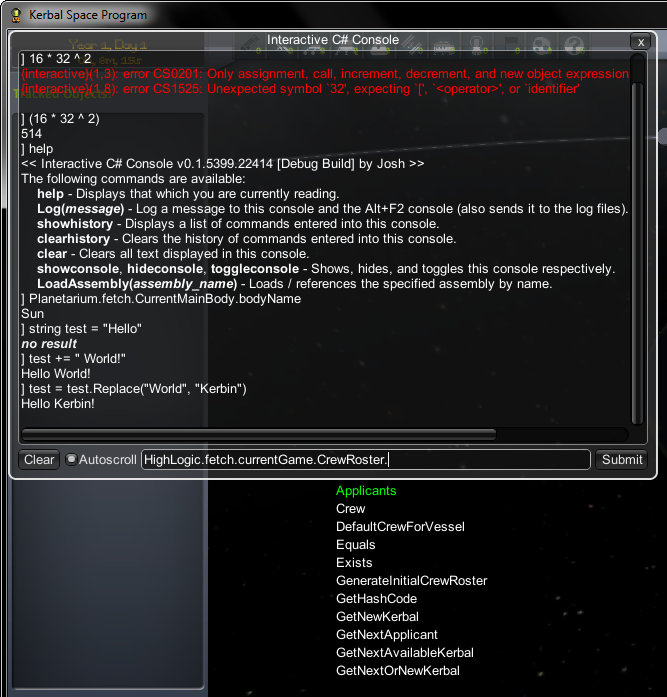 Kerbal Space Program
Interactive C# Console
x
Year 1, Day 1
] 16 * 32 ^ 2
{interactive}(1,3): error CS0201: Only assignment, call, increment, decrement, and new object expression
{interactive}(1,8): error CS1525: Unexpected symbol `32', expecting `[', `<operator>', or `identifier'
] (16 * 32 ^ 2)
514
] help
<< Interactive C# Console v0.1.5399.22414 [Debug Build] by Josh >>
The following commands are available:
help - Displays that which you are currently reading.
Log(message) - Log a message to this console and the Alt+F2 console (also sends it to the log files).
showhistory - Displays a list of commands entered into this console.
clearhistory - Clears the history of commands entered into this console.
clear - Clears all text displayed in this console.
showconsole, hideconsole, toggleconsole - Shows, hides, and toggles this console respectively.
LoadAssembly(assembly_name) - Loads / references the specified assembly by name.
] Planetarium.fetch.CurrentMainBody.bodyName
Sun
] string test = "Hello"
no result
] test += " World!"
Hello World!
] test = test.Replace("World", "Kerbin")
Hello Kerbin!
Clear
Autoscroll
HighLogic.fetch.currentGame.CrewRoster.
Submit
Applicants
Crew
DefaultCrewForVessel
Equals
Exists
GenerateInitialCrewRoster
GetHashCode
GetNewKerbal
GetNextApplicant
GetNextAvailableKerbal
GetNextOrNewKerbal